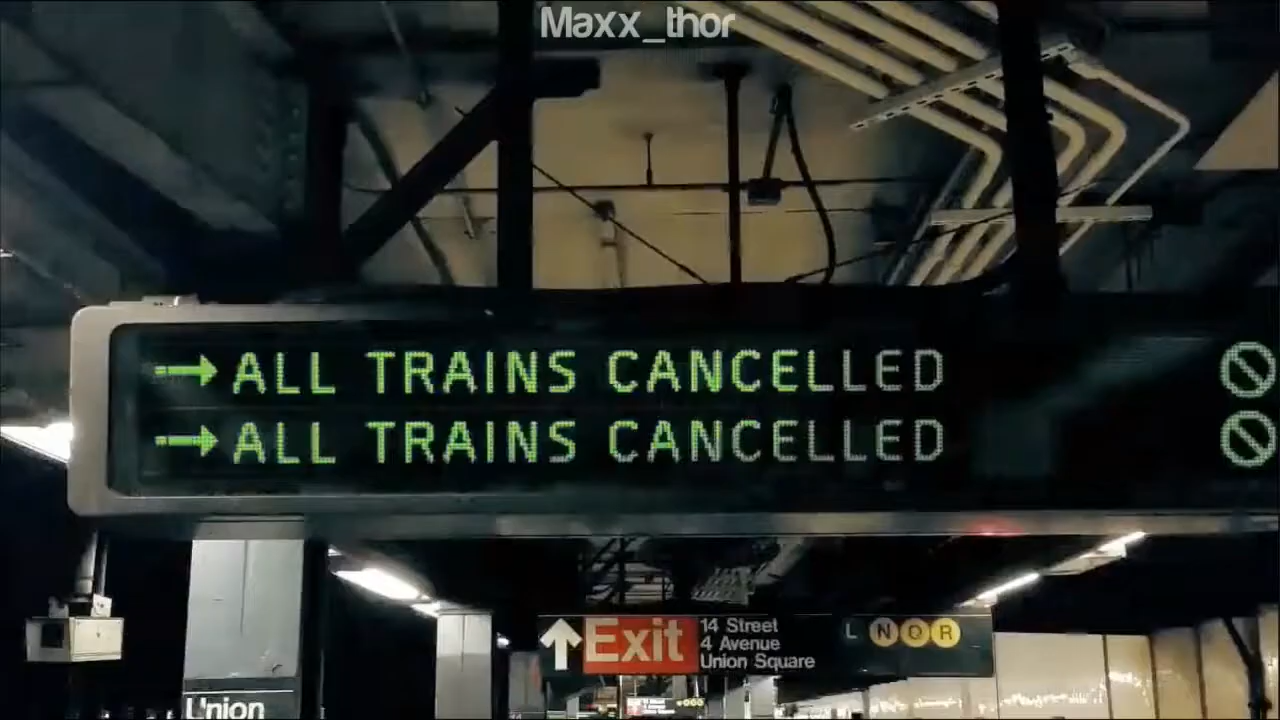 Maxx_thor
→ALL TRAINS CANCELLED
→ALL TRAINS CANCELLED
Exit
14 Street
4 Avenue
Union Square
L N Q R
Union